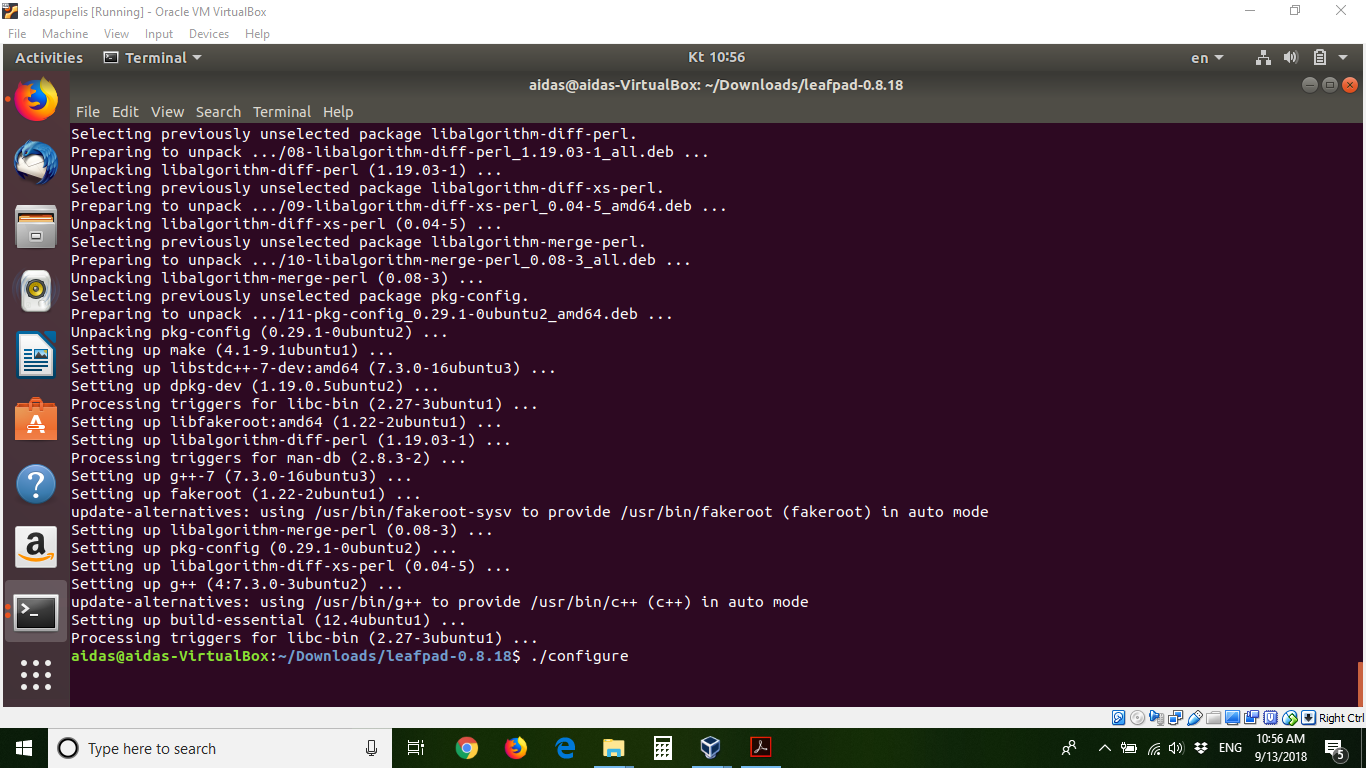 aidaspupelis [Running] - Oracle VM VirtualBox
File Machine View Input Devices Help
Activities Terminal Kt 10:56 en
aidas@aidas-VirtualBox: ~/Downloads/leafpad-0.8.18
File Edit View Search Terminal Help
Selecting previously unselected package libalgorithm-diff-perl.
Preparing to unpack .../08-libalgorithm-diff-perl_1.19.03-1_all.deb ...
Unpacking libalgorithm-diff-perl (1.19.03-1) ...
Selecting previously unselected package libalgorithm-diff-xs-perl.
Preparing to unpack .../09-libalgorithm-diff-xs-perl_0.04-5_amd64.deb ...
Unpacking libalgorithm-diff-xs-perl (0.04-5) ...
Selecting previously unselected package libalgorithm-merge-perl.
Preparing to unpack .../10-libalgorithm-merge-perl_0.08-3_all.deb ...
Unpacking libalgorithm-merge-perl (0.08-3) ...
Selecting previously unselected package pkg-config.
Preparing to unpack .../11-pkg-config_0.29.1-0ubuntu2_amd64.deb ...
Unpacking pkg-config (0.29.1-0ubuntu2) ...
Setting up make (4.1-9.1ubuntu1) ...
Setting up libstdc++-7-dev:amd64 (7.3.0-16ubuntu3) ...
Setting up dpkg-dev (1.19.0.5ubuntu2) ...
Processing triggers for libc-bin (2.27-3ubuntu1) ...
Setting up libfakeroot:amd64 (1.22-2ubuntu1) ...
Setting up libalgorithm-diff-perl (1.19.03-1) ...
Processing triggers for man-db (2.8.3-2) ...
Setting up g++-7 (7.3.0-16ubuntu3) ...
Setting up fakeroot (1.22-2ubuntu1) ...
update-alternatives: using /usr/bin/fakeroot-sysv to provide /usr/bin/fakeroot (fakeroot) in auto mode
Setting up libalgorithm-merge-perl (0.08-3) ...
Setting up pkg-config (0.29.1-0ubuntu2) ...
Setting up libalgorithm-diff-xs-perl (0.04-5) ...
Setting up g++ (4:7.3.0-3ubuntu2) ...
update-alternatives: using /usr/bin/g++ to provide /usr/bin/c++ (c++) in auto mode
Setting up build-essential (12.4ubuntu1) ...
Processing triggers for libc-bin (2.27-3ubuntu1) ...
aidas@aidas-VirtualBox:~/Downloads/leafpad-0.8.18$ ./configure
Right Ctrl
Type here to search
ENG
10:56 AM
9/13/2018
5